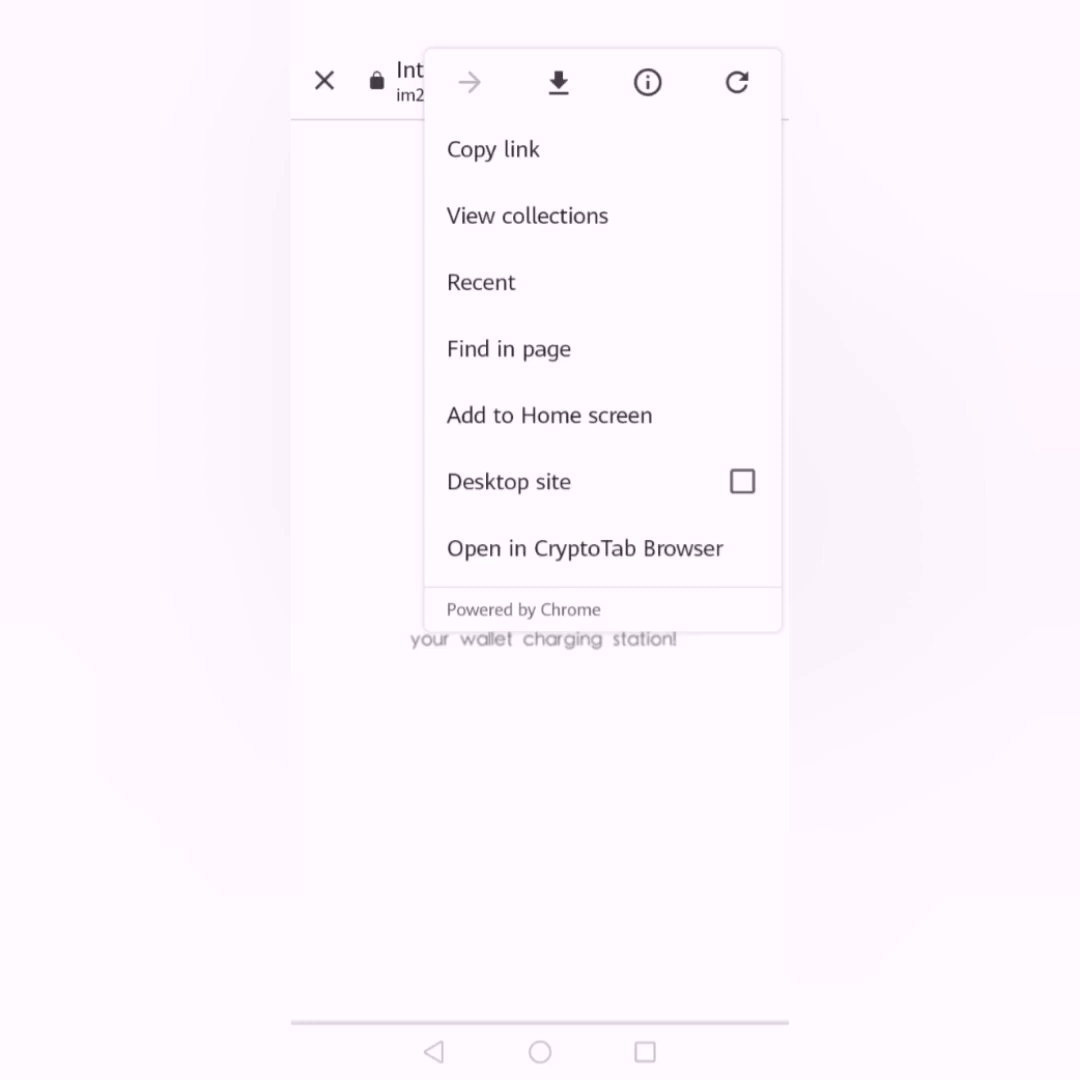 Int
im2
Copy link
View collections
Recent
Find in page
Add to Home screen
Desktop site
Open in CryptoTab Browser
Powered by Chrome
your wallet charging station!